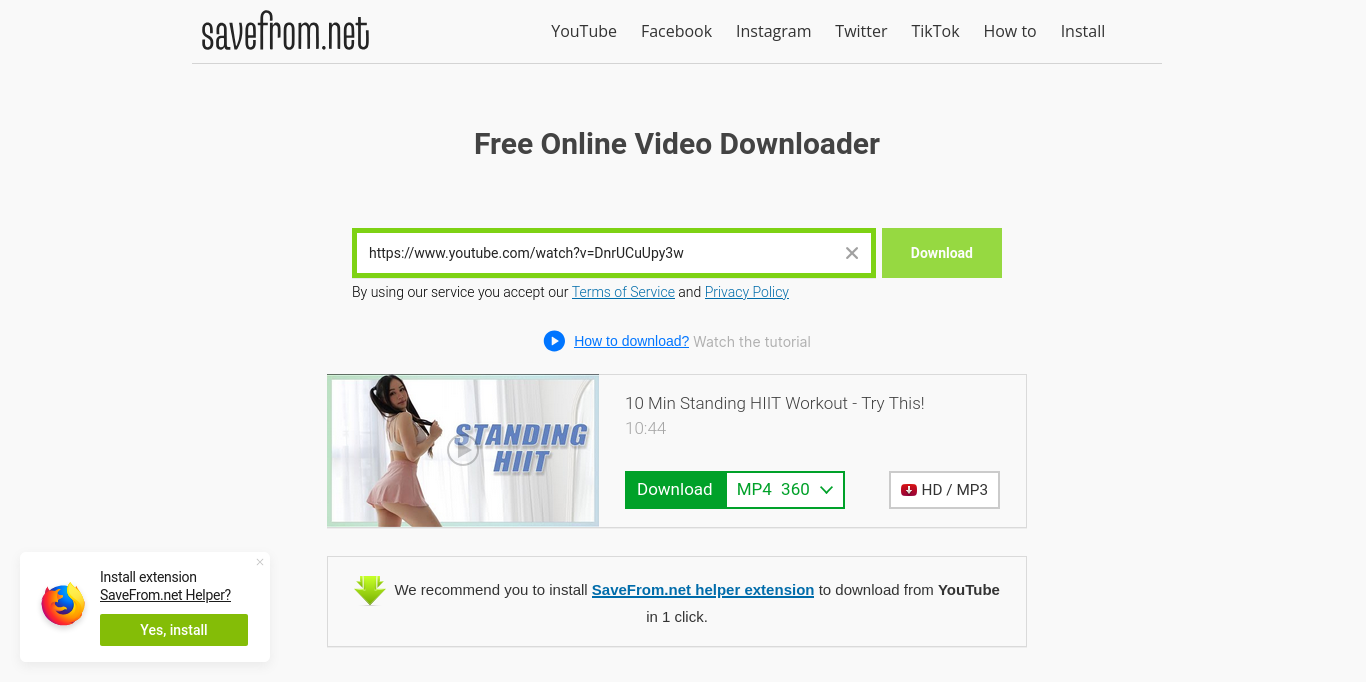 savefrom.net
YouTube Facebook Instagram Twitter TikTok How to Install
Free Online Video Downloader
https://www.youtube.com/watch?v=DnrUCuUpy3w
Download
By using our service you accept our Terms of Service and Privacy Policy
How to download? Watch the tutorial
STANDING
HIIT
10 Min Standing HIIT Workout - Try This!
10:44
Download MP4 360
HD / MP3
We recommend you to install SaveFrom.net helper extension to download from YouTube
in 1 click.
Install extension
SaveFrom.net Helper?
Yes, install